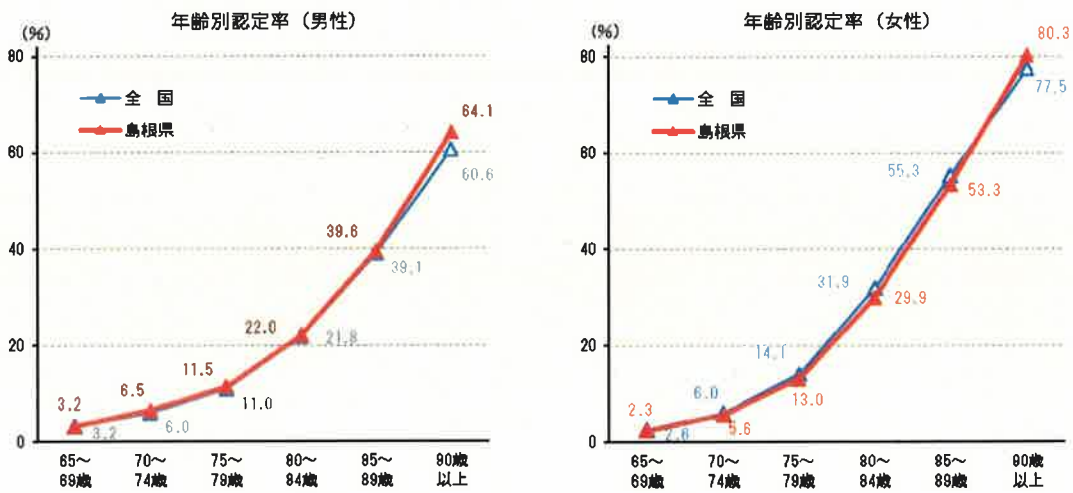 年齢別認定率（男性）
(%)
80
60
40
20
0
全　国
島根県
3.2
6.5
11.5
22.0
39.6
64.1
3.2
6.0
11.0
21.8
39.1
60.6
65～
69歳
70～
74歳
75～
79歳
80～
84歳
85～
89歳
90歳
以上
年齢別認定率（女性）
(%)
80
60
40
20
0
全　国
島根県
2.3
6.0
14.1
31.9
55.3
80.3
2.6
5.6
13.0
29.9
53.3
77.5
65～
69歳
70～
74歳
75～
79歳
80～
84歳
85～
89歳
90歳
以上